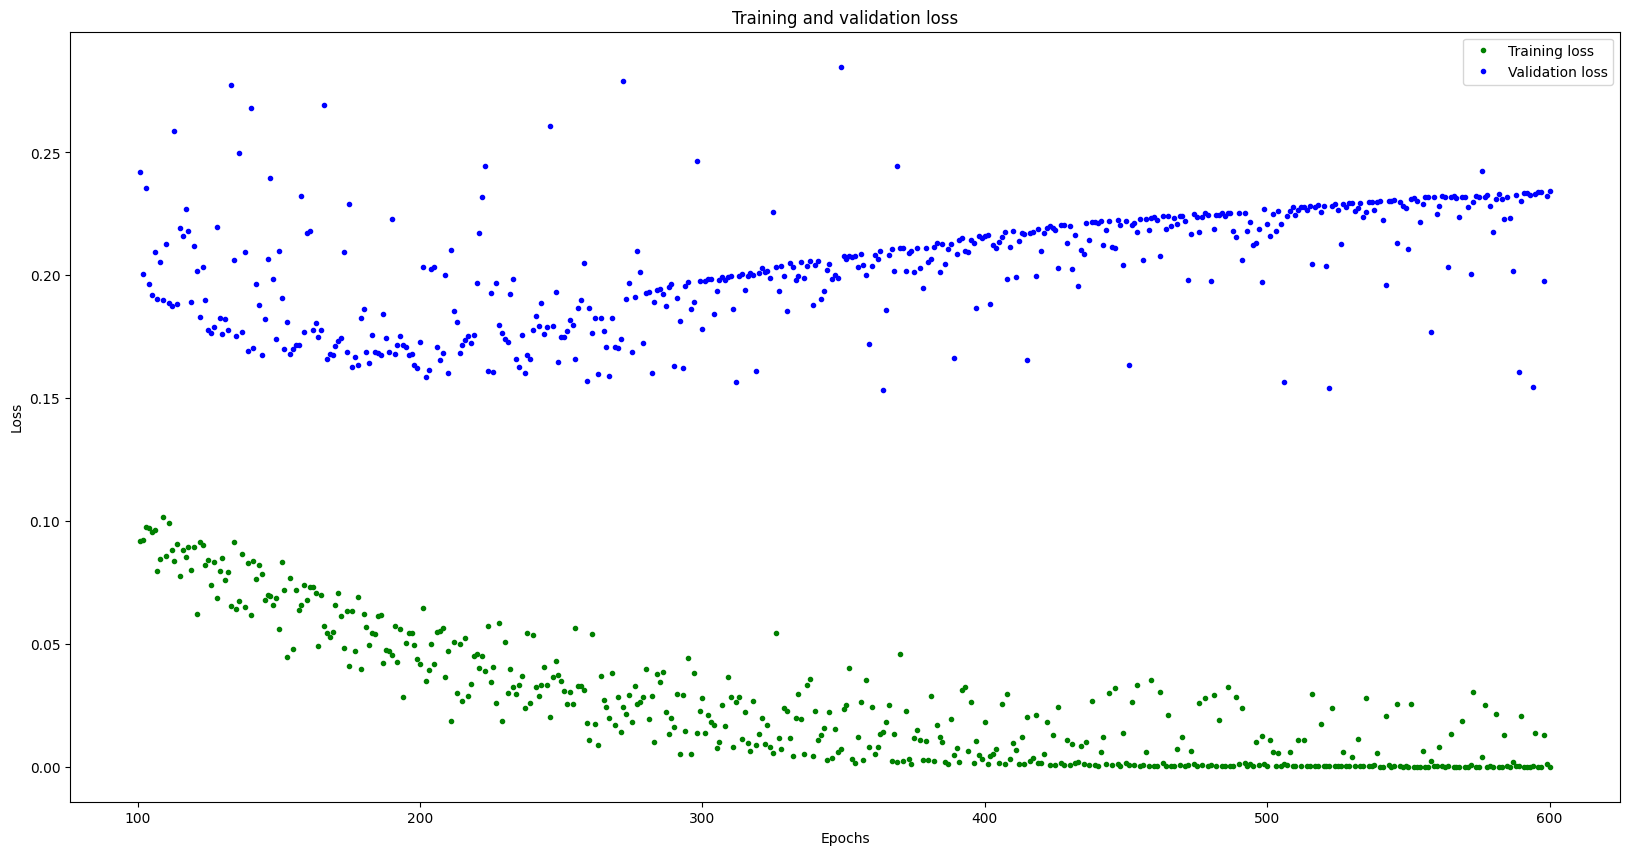 Training and validation loss
Training loss
Validation loss
0.25
0.20
0.15
0.10
0.05
0.00
Loss
100 200 300 400 500 600
Epochs